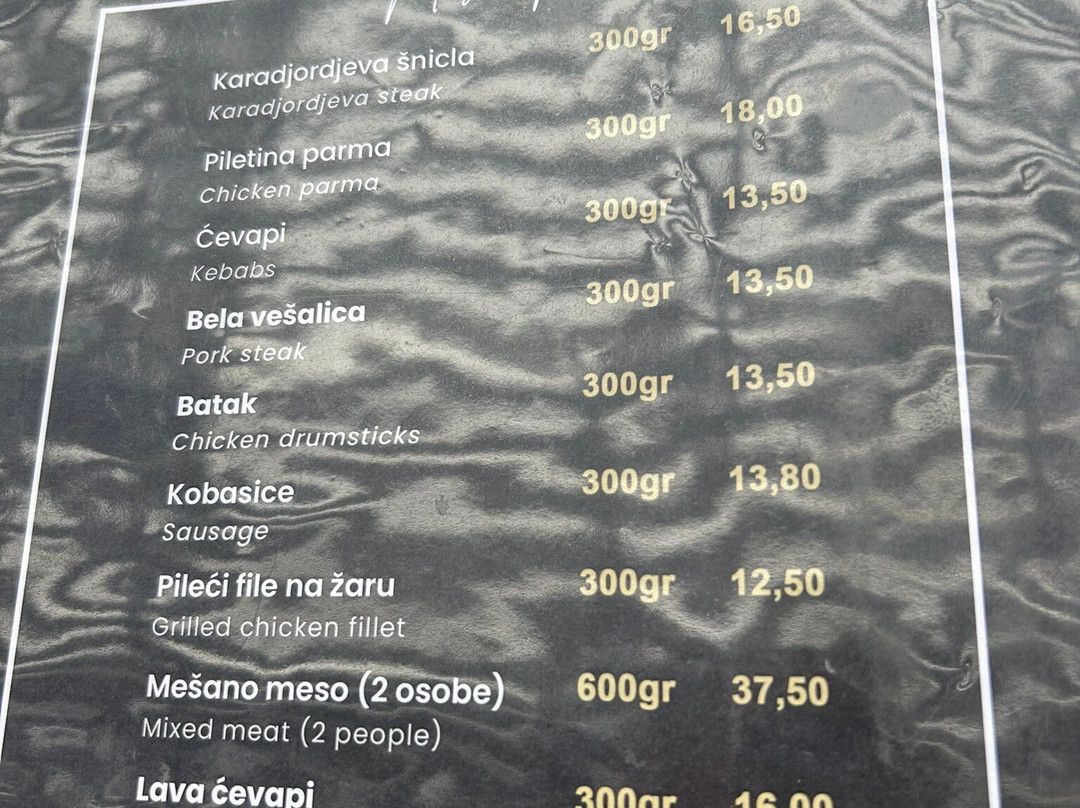 Karadjordjeva šnicla 300gr 16,50
Karadjordjeva steak
Piletina parma 300gr 18,00
Chicken parma
Ćevapi 300gr 13,50
Kebabs
Bela vešalica 300gr 13,50
Pork steak
Batak 300gr 13,50
Chicken drumsticks
Kobasice 300gr 13,80
Sausage
Pileći file na žaru 300gr 12,50
Grilled chicken fillet
Mešano meso (2 osobe) 600gr 37,50
Mixed meat (2 people)
Lava ćevapi 300gr 16,00